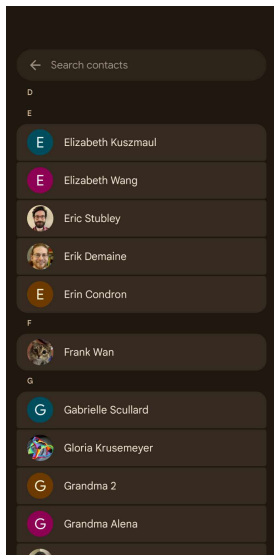 Search contacts
D
E
E Elizabeth Kuszmaul
E Elizabeth Wang
Eric Stubley
Erik Demaine
E Erin Condron
F
Frank Wan
G
G Gabrielle Scullard
Gloria Krusemeyer
G Grandma 2
G Grandma Alena